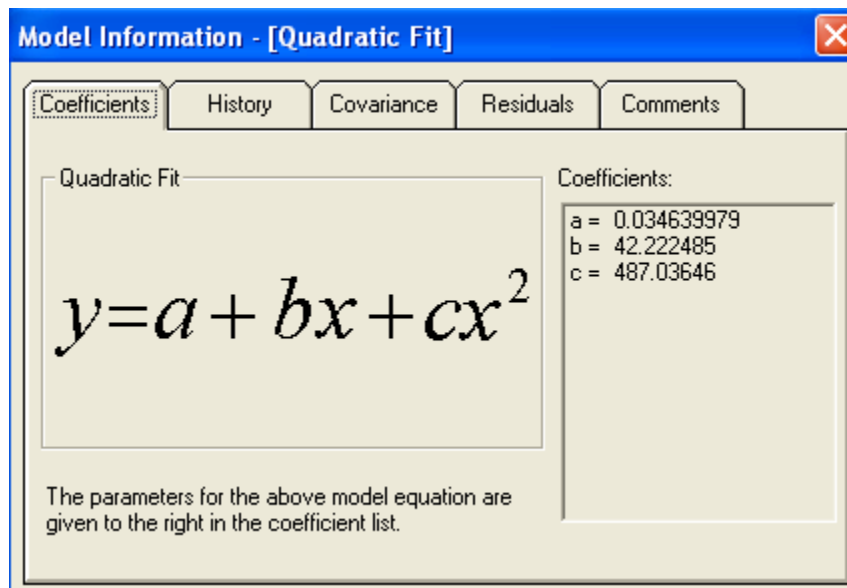 Model Information - [Quadratic Fit]
Coefficients History Covariance Residuals Comments
Quadratic Fit
y=a+bx+cx²
The parameters for the above model equation are
given to the right in the coefficient list.
Coefficients:
a = 0.034639979
b = 42.222485
c = 487.03646